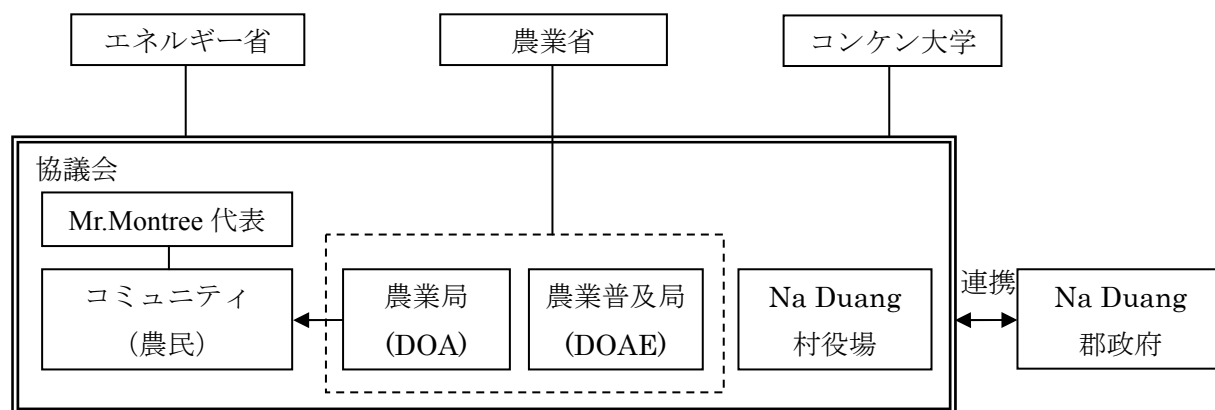 エネルギー省
農業省
コンケン大学
協議会
Mr.Montree 代表
コミュニティ
（農民）
農業局
(DOA)
農業普及局
(DOAE)
Na Duang
村役場
連携
Na Duang
郡政府